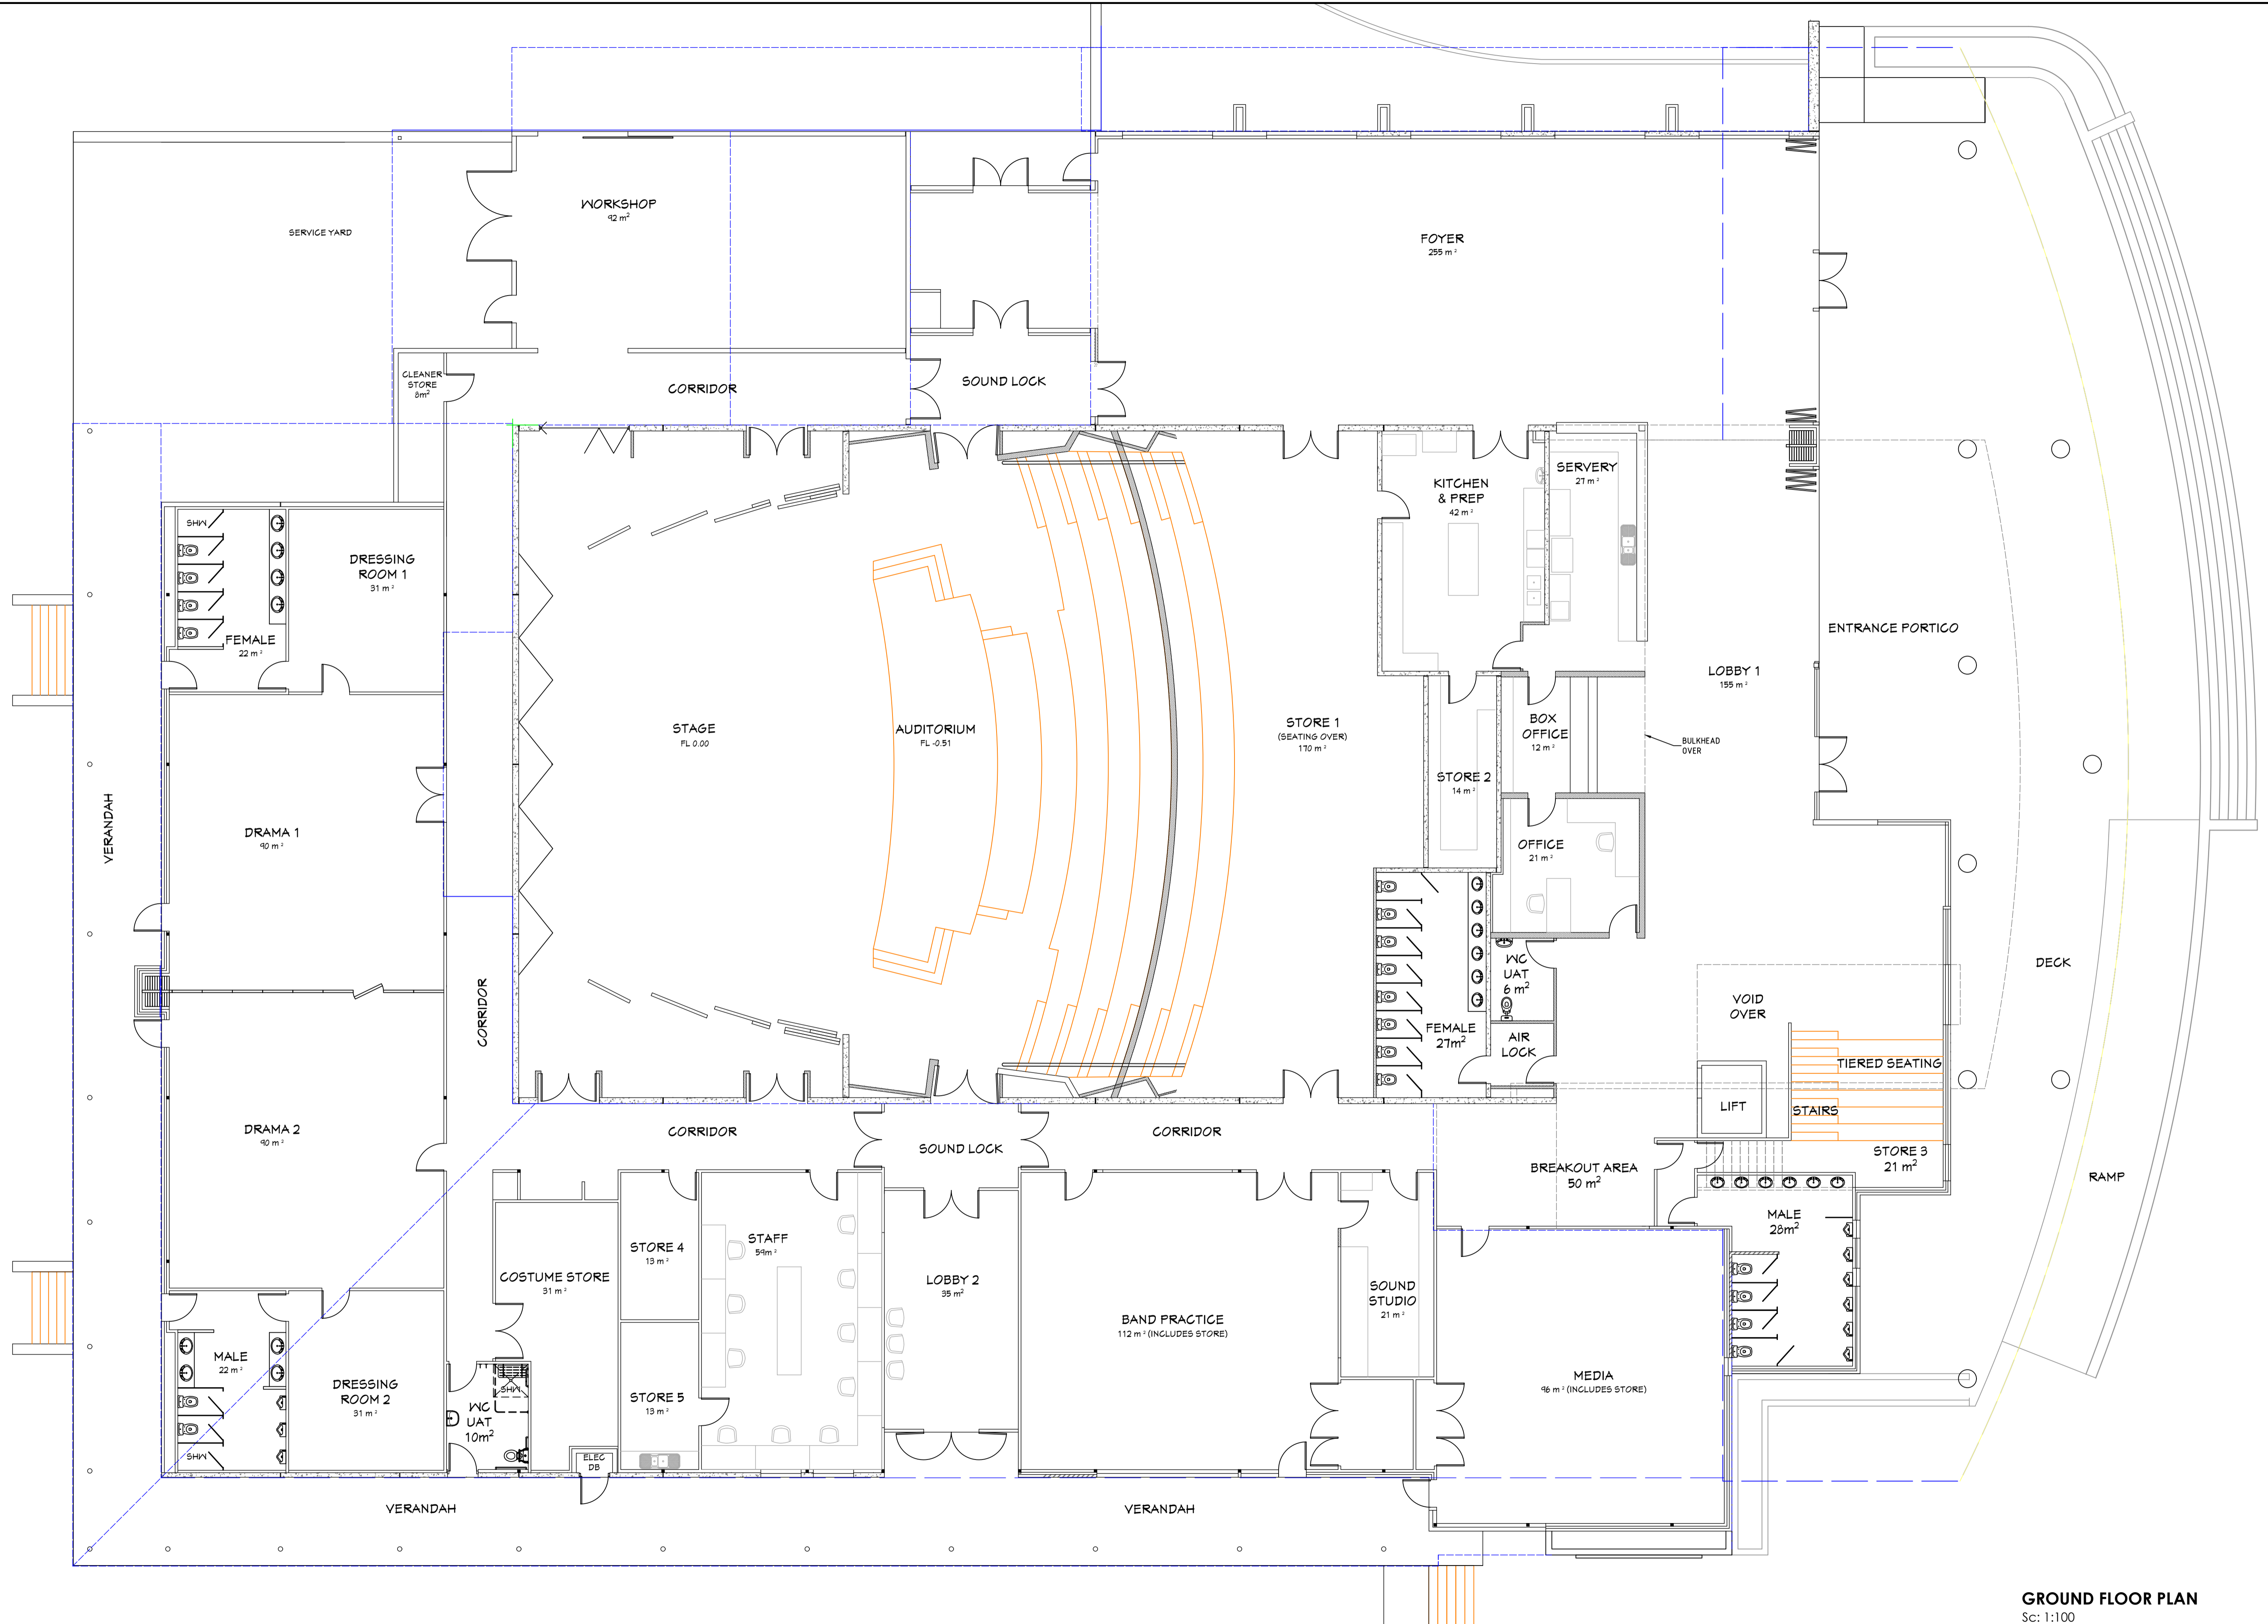 WORKSHOP
92 m²
SERVICE YARD
FOYER
255 m²
CLEANER
STORE
8m²
CORRIDOR
SOUND LOCK
SHW
FEMALE
22 m²
DRESSING
ROOM 1
31 m²
KITCHEN
& PREP
42 m²
SERVERY
27 m²
ENTRANCE PORTICO
LOBBY 1
155 m²
STAGE
FL 0.00
AUDITORIUM
FL -0.51
STORE 1
(SEATING OVER)
170 m²
BOX
OFFICE
12 m²
BULKHEAD
OVER
STORE 2
14 m²
VERANDAH
DRAMA 1
90 m²
OFFICE
21 m²
CORRIDOR
WC
UAT
6 m²
DECK
VOID
OVER
FEMALE
27m²
AIR
LOCK
TIERED SEATING
LIFT
STAIRS
DRAMA 2
90 m²
CORRIDOR
SOUND LOCK
CORRIDOR
BREAKOUT AREA
50 m²
STORE 3
21 m²
RAMP
MALE
28m²
STORE 4
13 m²
STAFF
59m²
COSTUME STORE
31 m²
LOBBY 2
35 m²
SOUND
STUDIO
21 m²
BAND PRACTICE
112 m² (INCLUDES STORE)
MALE
22 m²
SHW
DRESSING
ROOM 2
31 m²
SHW
WC
UAT
10m²
STORE 5
13 m²
MEDIA
96 m² (INCLUDES STORE)
ELEC
DB
VERANDAH
VERANDAH
GROUND FLOOR PLAN
Sc: 1:100